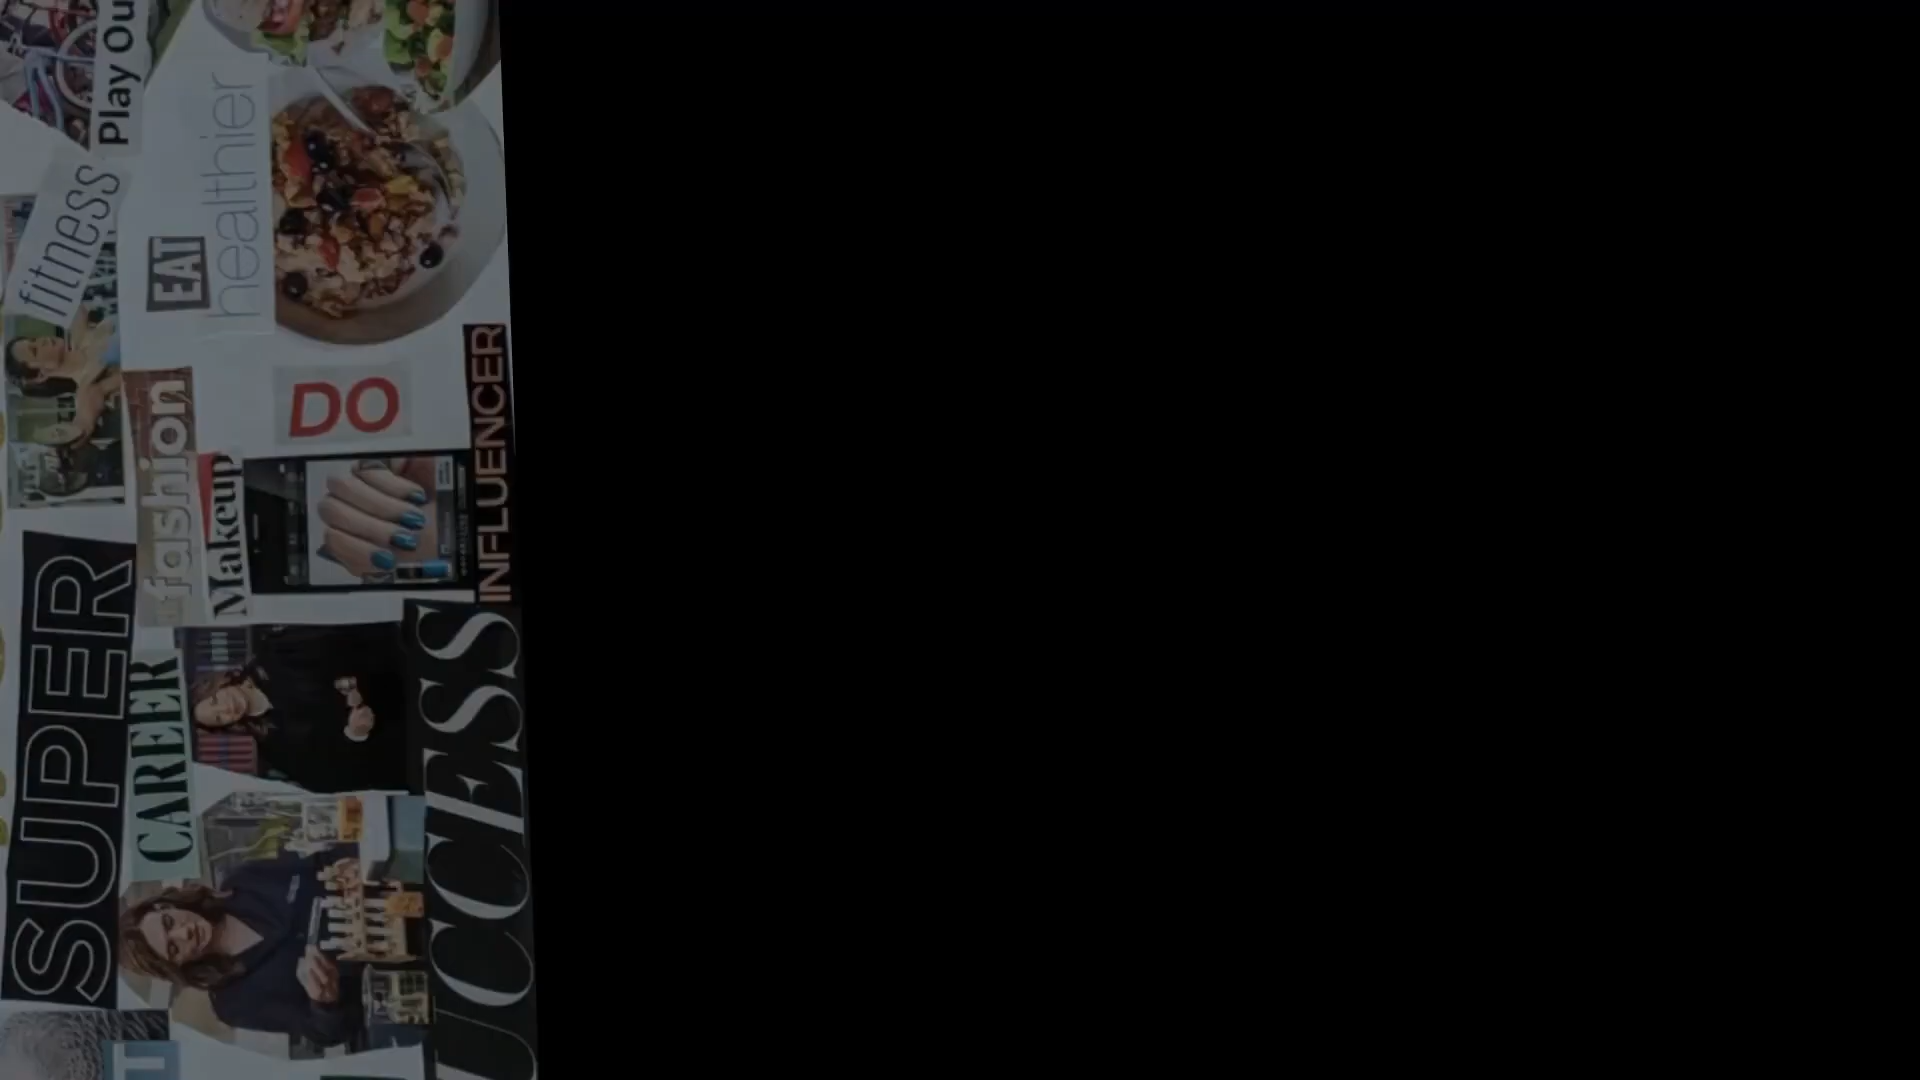 Play Ou
fitness
EAT
healthier
DO
INFLUENCER
fashion
Makeup
SUPER
CAREER
UCCESS